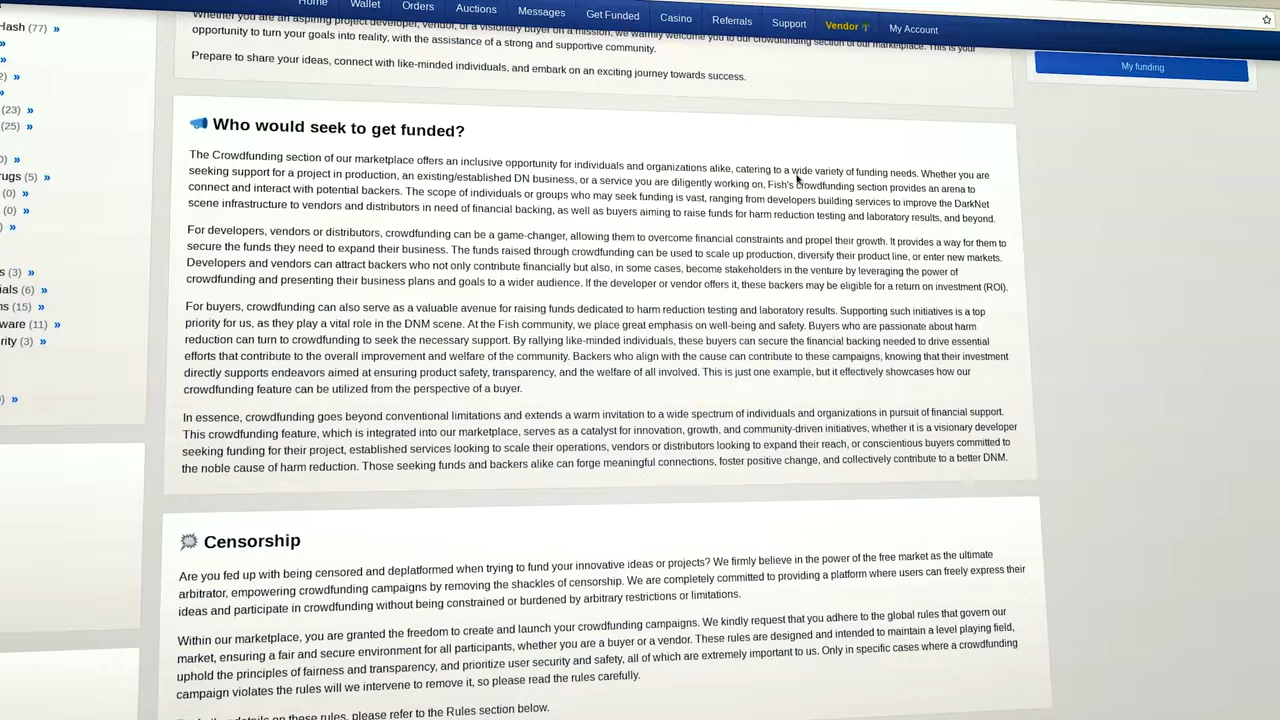 Home Wallet Orders Auctions Messages Get Funded Casino Referrals Support Vendor My Account
Hash (77) »
»
2) »
»
(23) »
(25) »
0) »
rugs (5) »
(0) »
(0) »
) »
s (3) »
ials (6) »
ns (15) »
ware (11) »
rity (3) »
0) »
Whether you are an aspiring project developer, vendor, or a visionary buyer on a mission, we warmly welcome you to our crowdfunding section of our marketplace. This is your
opportunity to turn your goals into reality, with the assistance of a strong and supportive community.
Prepare to share your ideas, connect with like-minded individuals, and embark on an exciting journey towards success.
My funding
Who would seek to get funded?
The Crowdfunding section of our marketplace offers an inclusive opportunity for individuals and organizations alike, catering to a wide variety of funding needs. Whether you are
seeking support for a project in production, an existing/established DN business, or a service you are diligently working on, Fish's crowdfunding section provides an arena to
connect and interact with potential backers. The scope of individuals or groups who may seek funding is vast, ranging from developers building services to improve the DarkNet
scene infrastructure to vendors and distributors in need of financial backing, as well as buyers aiming to raise funds for harm reduction testing and laboratory results, and beyond.
For developers, vendors or distributors, crowdfunding can be a game-changer, allowing them to overcome financial constraints and propel their growth. It provides a way for them to
secure the funds they need to expand their business. The funds raised through crowdfunding can be used to scale up production, diversify their product line, or enter new markets.
Developers and vendors can attract backers who not only contribute financially but also, in some cases, become stakeholders in the venture by leveraging the power of
crowdfunding and presenting their business plans and goals to a wider audience. If the developer or vendor offers it, these backers may be eligible for a return on investment (ROI).
For buyers, crowdfunding can also serve as a valuable avenue for raising funds dedicated to harm reduction testing and laboratory results. Supporting such initiatives is a top
priority for us, as they play a vital role in the DNM scene. At the Fish community, we place great emphasis on well-being and safety. Buyers who are passionate about harm
reduction can turn to crowdfunding to seek the necessary support. By rallying like-minded individuals, these buyers can secure the financial backing needed to drive essential
efforts that contribute to the overall improvement and welfare of the community. Backers who align with the cause can contribute to these campaigns, knowing that their investment
directly supports endeavors aimed at ensuring product safety, transparency, and the welfare of all involved. This is just one example, but it effectively showcases how our
crowdfunding feature can be utilized from the perspective of a buyer.
In essence, crowdfunding goes beyond conventional limitations and extends a warm invitation to a wide spectrum of individuals and organizations in pursuit of financial support.
This crowdfunding feature, which is integrated into our marketplace, serves as a catalyst for innovation, growth, and community-driven initiatives, whether it is a visionary developer
seeking funding for their project, established services looking to scale their operations, vendors or distributors looking to expand their reach, or conscientious buyers committed to
the noble cause of harm reduction. Those seeking funds and backers alike can forge meaningful connections, foster positive change, and collectively contribute to a better DNM.
Censorship
Are you fed up with being censored and deplatformed when trying to fund your innovative ideas or projects? We firmly believe in the power of the free market as the ultimate
arbitrator, empowering crowdfunding campaigns by removing the shackles of censorship. We are completely committed to providing a platform where users can freely express their
ideas and participate in crowdfunding without being constrained or burdened by arbitrary restrictions or limitations.
Within our marketplace, you are granted the freedom to create and launch your crowdfunding campaigns. We kindly request that you adhere to the global rules that govern our
market, ensuring a fair and secure environment for all participants, whether you are a buyer or a vendor. These rules are designed and intended to maintain a level playing field,
uphold the principles of fairness and transparency, and prioritize user security and safety, all of which are extremely important to us. Only in specific cases where a crowdfunding
campaign violates the rules will we intervene to remove it, so please read the rules carefully.
details on these rules, please refer to the Rules section below.